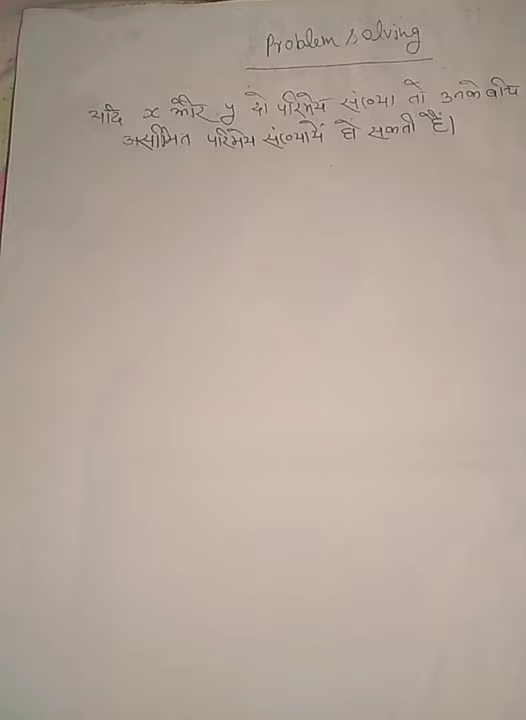 Problem solving
यदि x और y दो परिमेय संख्या तो उनके बीच
असीमित परिमेय संख्यायें हो सकती हैं।